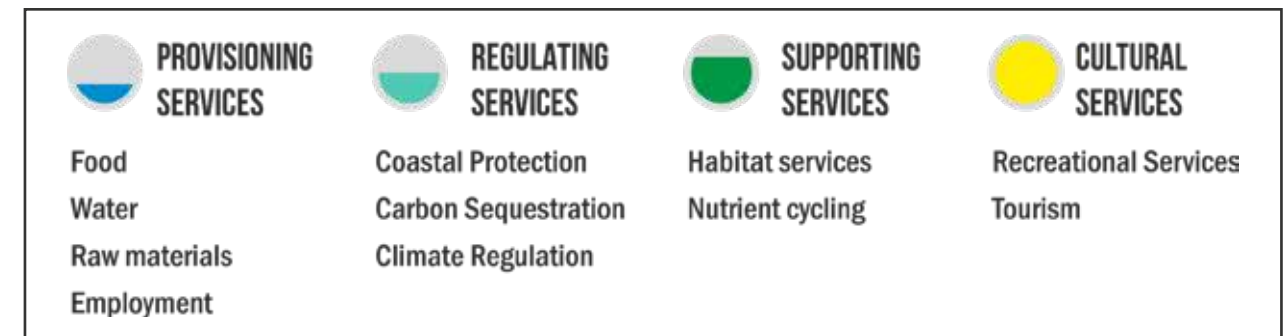 PROVISIONING
SERVICES
Food
Water
Raw materials
Employment
REGULATING
SERVICES
Coastal Protection
Carbon Sequestration
Climate Regulation
SUPPORTING
SERVICES
Habitat services
Nutrient cycling
CULTURAL
SERVICES
Recreational Services
Tourism